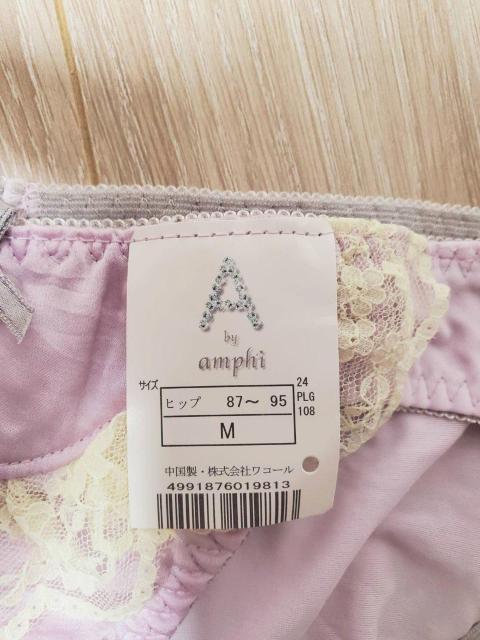 A
by
amphi
サイズ
ヒップ 87～ 95
M
24
PLG
108
中国製・株式会社ワコール
4991876019813